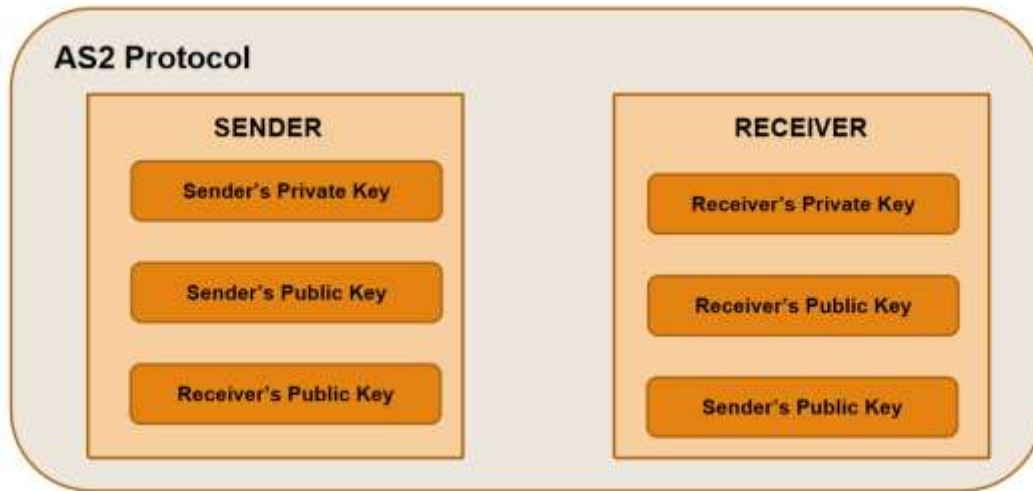 AS2 Protocol
SENDER
Sender’s Private Key
Sender’s Public Key
Receiver’s Public Key
RECEIVER
Receiver’s Private Key
Receiver’s Public Key
Sender’s Public Key